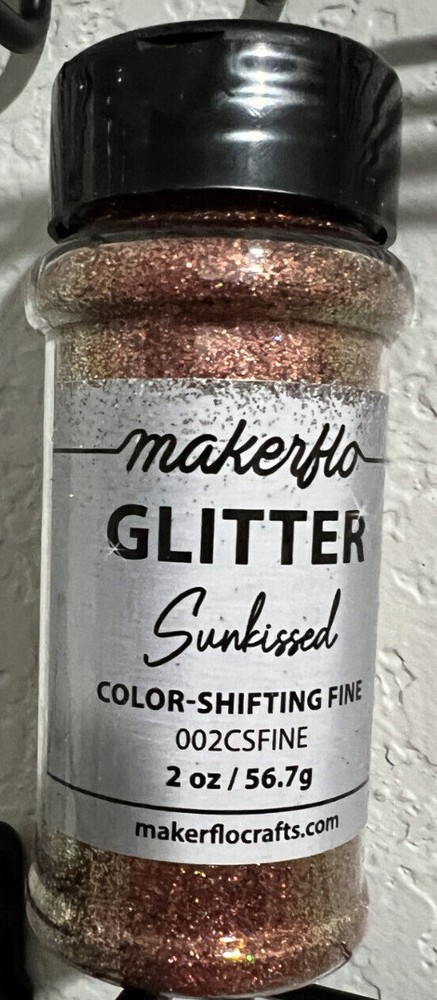 makerflo
GLITTER
Sunkissed
COLOR-SHIFTING FINE
002CSFINE
2 oz / 56.7g
makerflocrafts.com